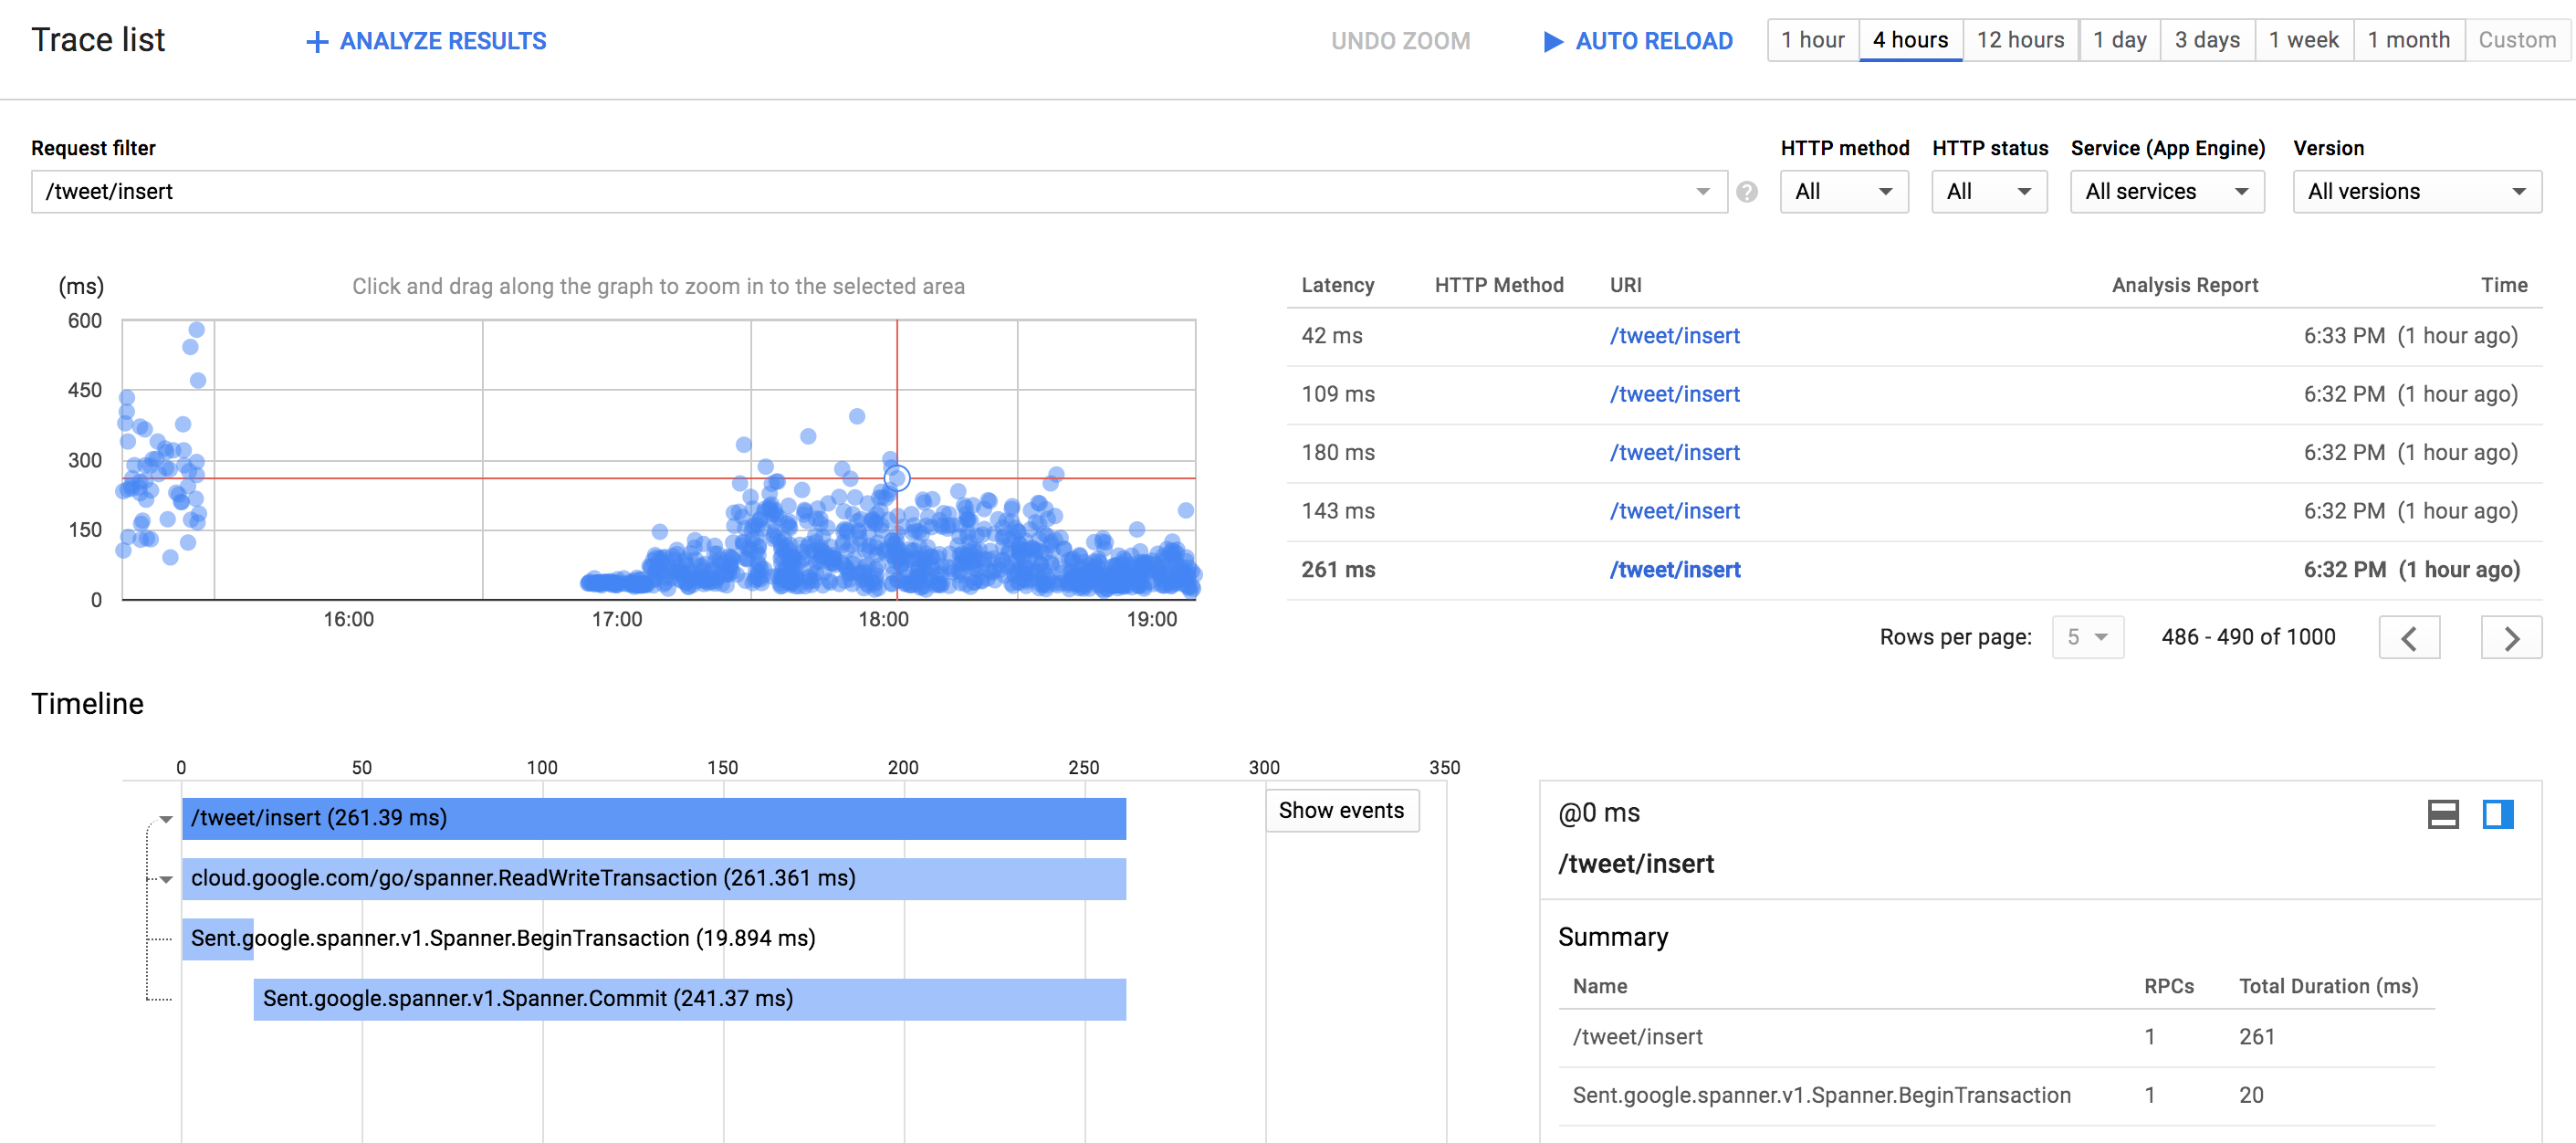 Trace list
ANALYZE RESULTS
UNDO ZOOM
AUTO RELOAD
1 hour
4 hours
12 hours
1 day
3 days
1 week
1 month
Custom
Request filter
HTTP method
HTTP status
Service (App Engine)
Version
/tweet/insert
?
All
All
All services
All versions
(ms)
Click and drag along the graph to zoom in to the selected area
600
450
300
150
0
16:00
17:00
18:00
19:00
Latency HTTP Method URI Analysis Report Time
42 ms /tweet/insert 6:33 PM (1 hour ago)
109 ms /tweet/insert 6:32 PM (1 hour ago)
180 ms /tweet/insert 6:32 PM (1 hour ago)
143 ms /tweet/insert 6:32 PM (1 hour ago)
261 ms /tweet/insert 6:32 PM (1 hour ago)
Rows per page: 5 486 - 490 of 1000
Timeline
0 50 100 150 200 250 300 350
/tweet/insert (261.39 ms)
Show events
cloud.google.com/go/spanner.ReadWriteTransaction (261.361 ms)
Sent.google.spanner.v1.Spanner.BeginTransaction (19.894 ms)
Sent.google.spanner.v1.Spanner.Commit (241.37 ms)
@0 ms
/tweet/insert
Summary
Name RPCs Total Duration (ms)
/tweet/insert 1 261
Sent.google.spanner.v1.Spanner.BeginTransaction 1 20